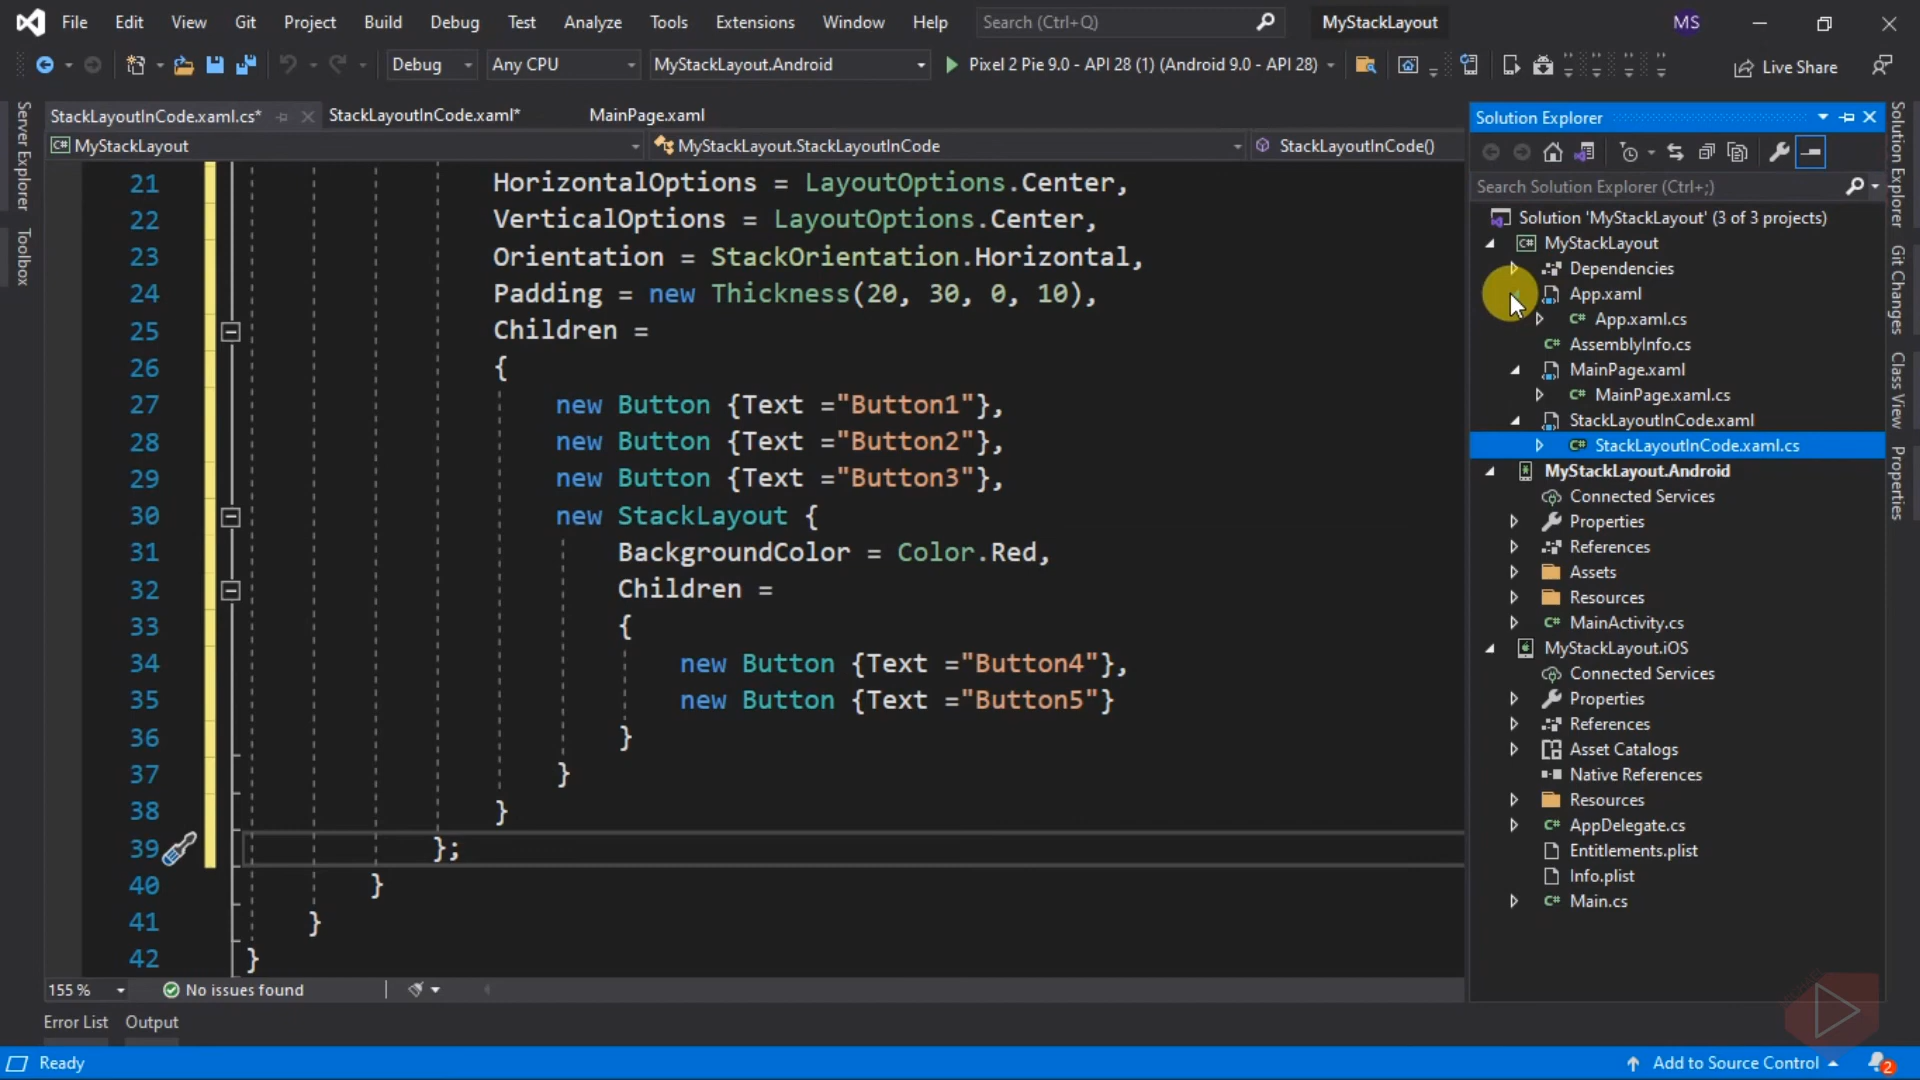 File Edit View Git Project Build Debug Test Analyze Tools Extensions Window Help Search (Ctrl+Q) MyStackLayout MS
Debug Any CPU MyStackLayout.Android Pixel 2 Pie 9.0 - API 28 (1) (Android 9.0 - API 28) Live Share
Server Explorer
Toolbox
StackLayoutInCode.xaml.cs* StackLayoutInCode.xaml* MainPage.xaml
MyStackLayout MyStackLayout.StackLayoutInCode StackLayoutInCode()
21 HorizontalOptions = LayoutOptions.Center,
22 VerticalOptions = LayoutOptions.Center,
23 Orientation = StackOrientation.Horizontal,
24 Padding = new Thickness(20, 30, 0, 10),
25 Children =
26 {
27 new Button {Text ="Button1"},
28 new Button {Text ="Button2"},
29 new Button {Text ="Button3"},
30 new StackLayout {
31 BackgroundColor = Color.Red,
32 Children =
33 {
34 new Button {Text ="Button4"},
35 new Button {Text ="Button5"}
36 }
37 }
38 }
39 };
40 }
41 }
42 }
155 % No issues found
Solution Explorer
Search Solution Explorer (Ctrl+;)
Solution 'MyStackLayout' (3 of 3 projects)
C# MyStackLayout
Dependencies
App.xaml
C# App.xaml.cs
C# AssemblyInfo.cs
MainPage.xaml
C# MainPage.xaml.cs
StackLayoutInCode.xaml
C# StackLayoutInCode.xaml.cs
MyStackLayout.Android
Connected Services
Properties
References
Assets
Resources
C# MainActivity.cs
MyStackLayout.iOS
Connected Services
Properties
References
Asset Catalogs
Native References
Resources
C# AppDelegate.cs
Entitlements.plist
Info.plist
C# Main.cs
Solution Explorer
Git Changes
Class View
Properties
Error List Output
Ready Add to Source Control 2